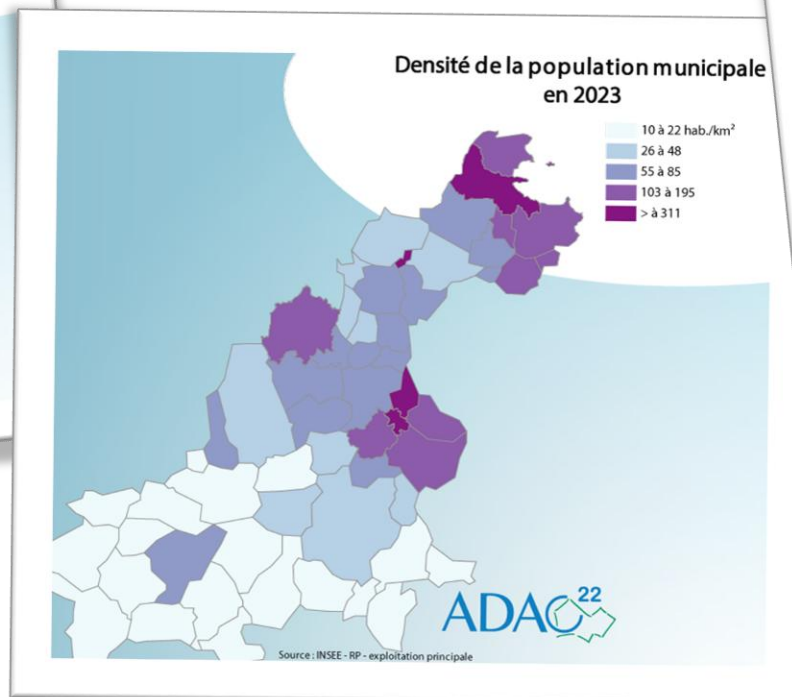 Densité de la population municipale
en 2023
10 à 22 hab./km²
26 à 48
55 à 85
103 à 195
> à 311
ADAC 22
Source : INSEE - RP - exploitation principale